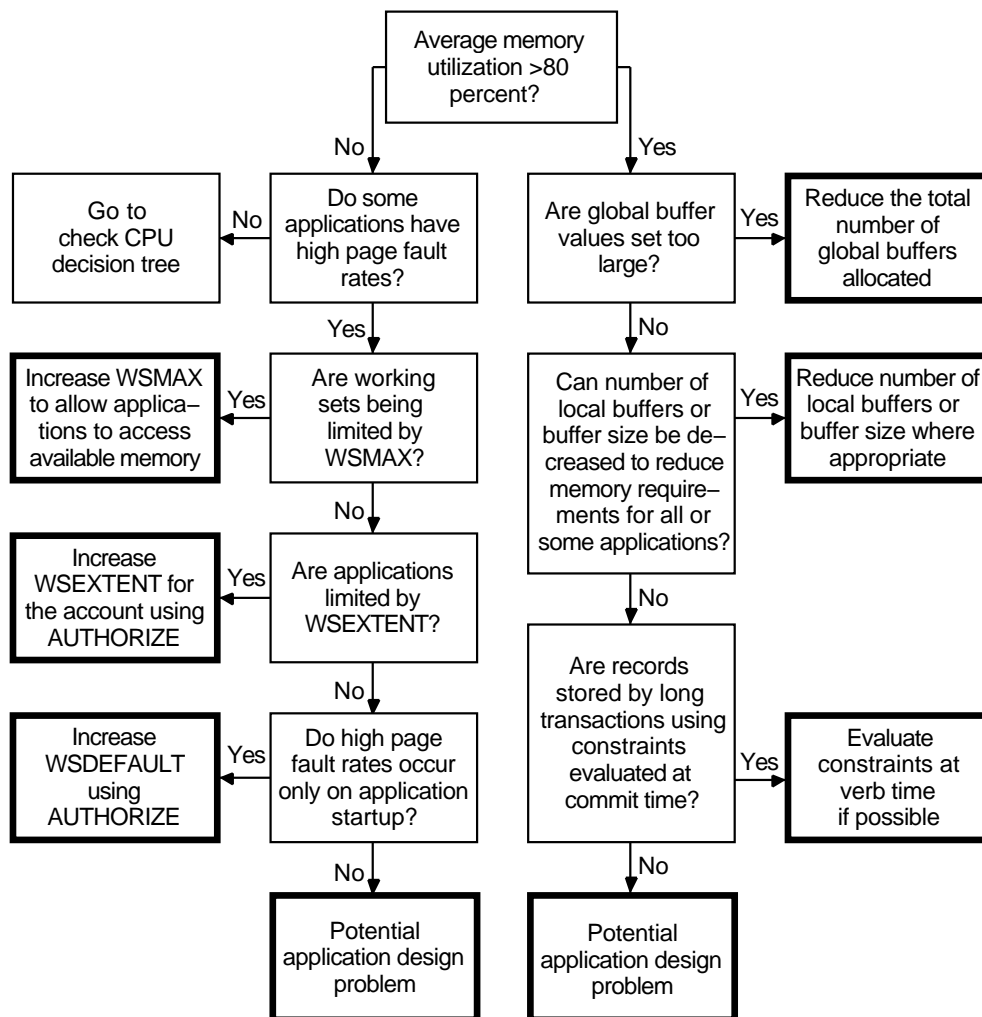 Average memory
utilization >80
percent?
No
Yes
Go to
check CPU
decision tree
No
Do some
applications have
high page fault
rates?
Are global buffer
values set too
large?
Yes
Reduce the total
number of
global buffers
allocated
Yes
No
Increase WSMAX
to allow applica–
tions to access
available memory
Yes
Are working
sets being
limited by
WSMAX?
Can number of
local buffers or
buffer size be de–
creased to reduce
memory require–
ments for all or
some applications?
Yes
Reduce number of
local buffers or
buffer size where
appropriate
No
Increase
WSEXTENT for
the account using
AUTHORIZE
Yes
Are applications
limited by
WSEXTENT?
No
No
Increase
WSDEFAULT
using
AUTHORIZE
Yes
Do high page
fault rates occur
only on application
startup?
Are records
stored by long
transactions using
constraints
evaluated at
commit time?
Yes
Evaluate
constraints at
verb time
if possible
No
No
Potential
application design
problem
Potential
application design
problem